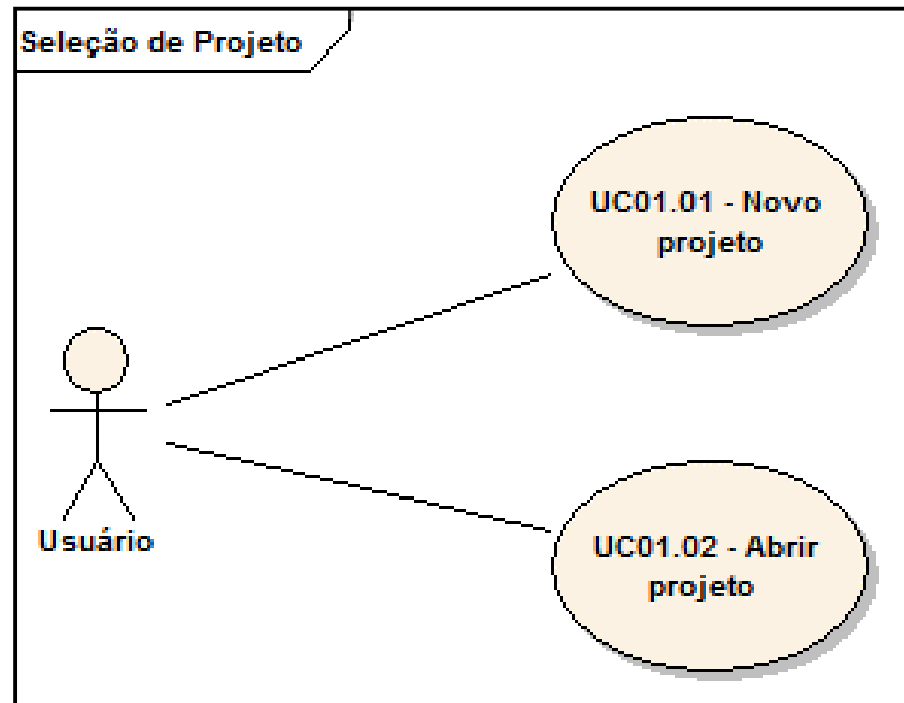 Seleção de Projeto
UC01.01 - Novo
projeto
Usuário
UC01.02 - Abrir
projeto